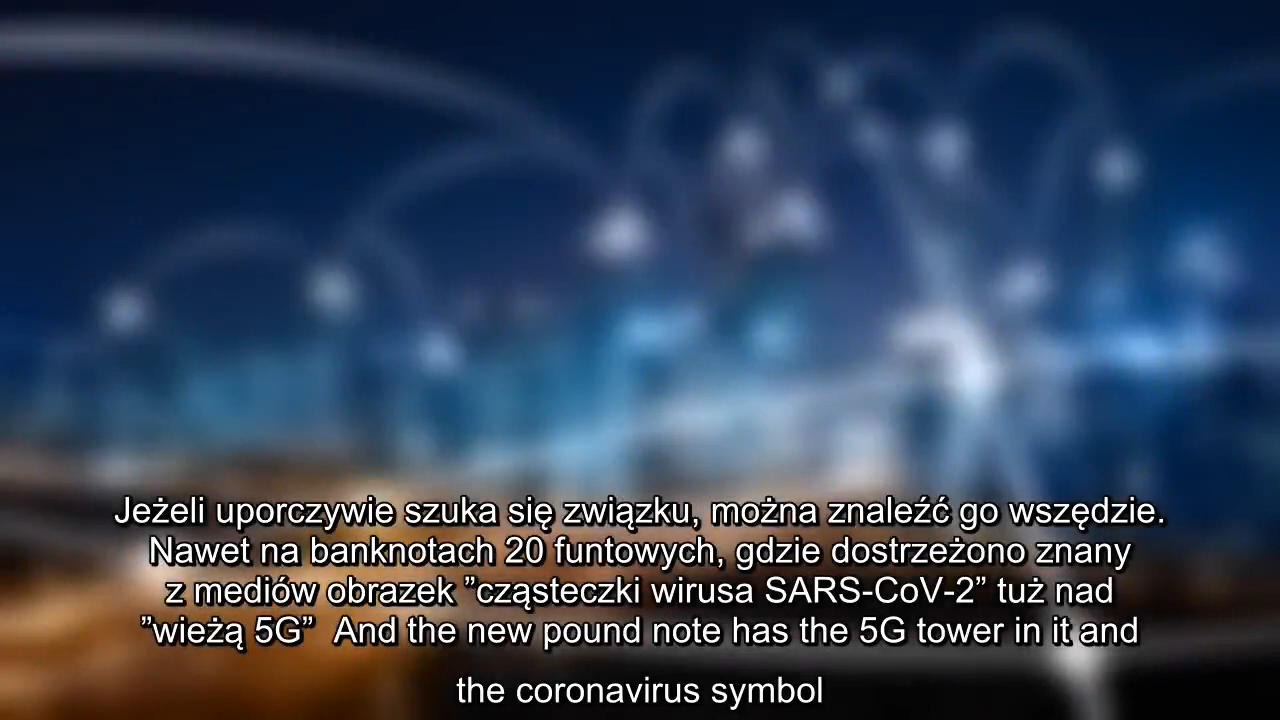 Jeżeli uporczywie szuka się związku, można znaleźć go wszędzie.
Nawet na banknotach 20 funtowych, gdzie dostrzeżono znany
z mediów obrazek ”cząsteczki wirusa SARS-CoV-2” tuż nad
”wieżą 5G”  And the new pound note has the 5G tower in it and
the coronavirus symbol